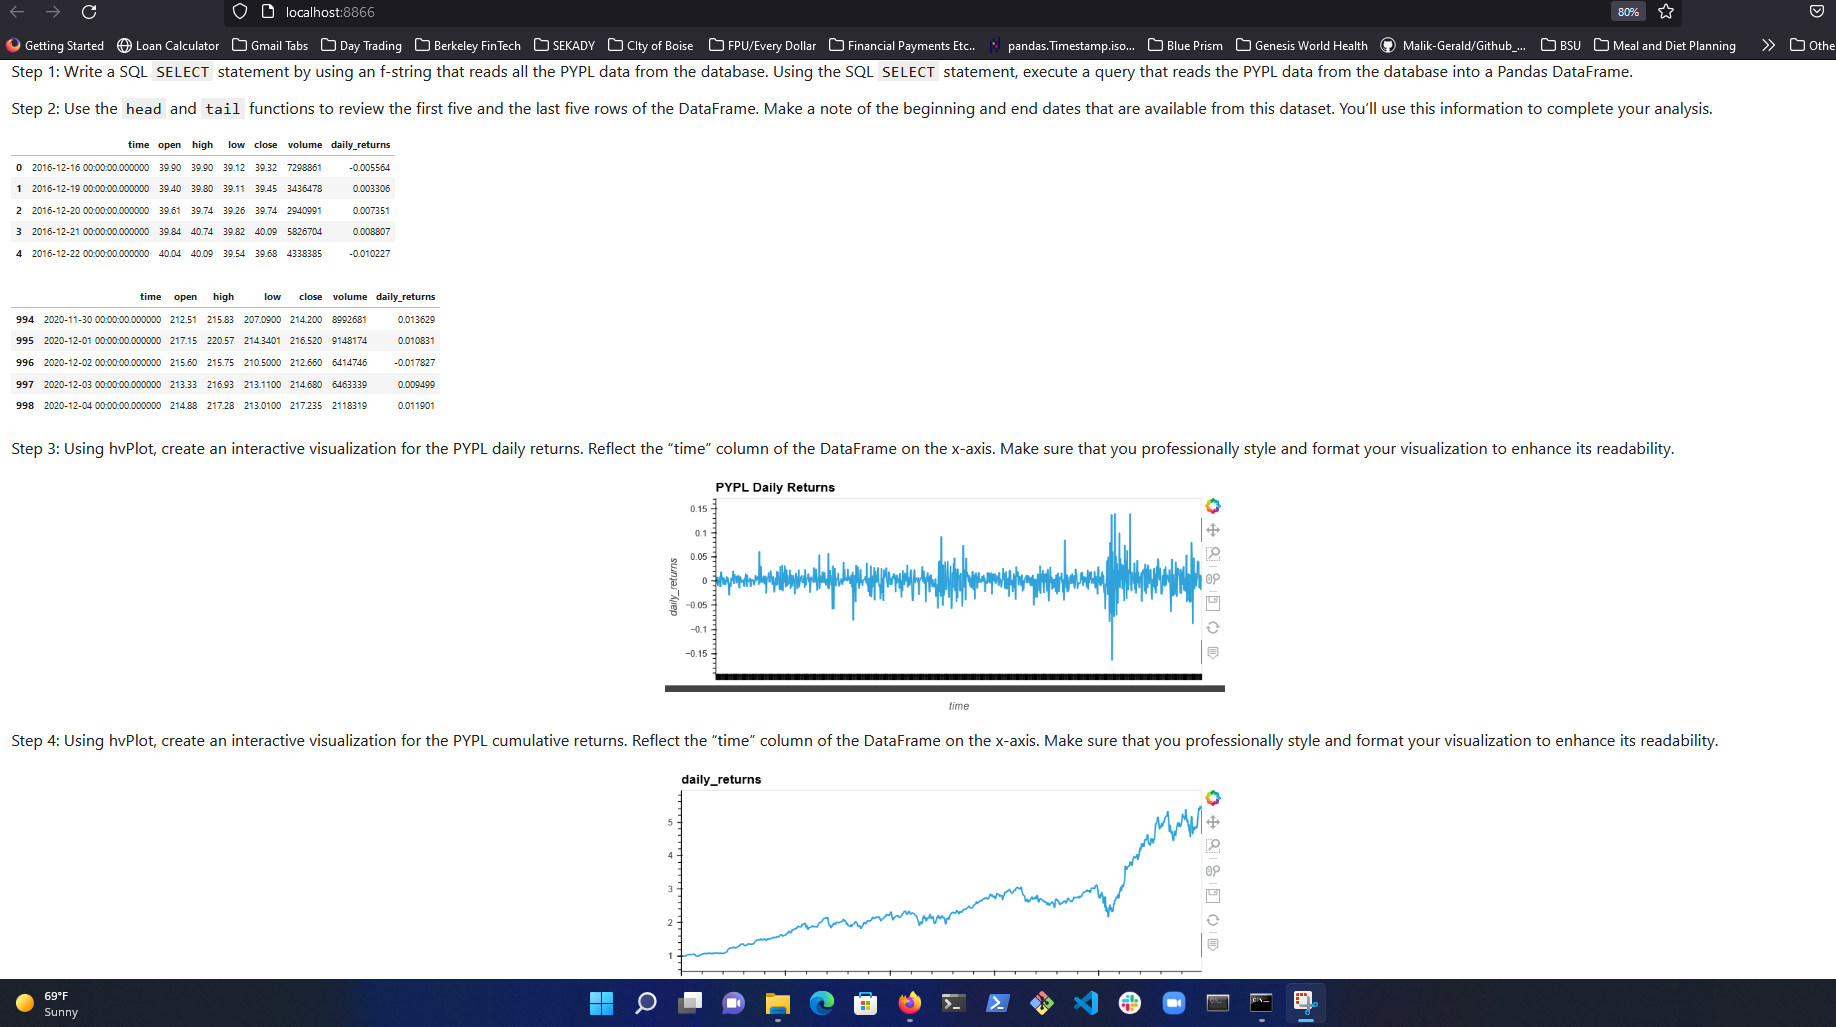 localhost:8866
80%
Getting Started Loan Calculator Gmail Tabs Day Trading Berkeley FinTech SEKADY CIty of Boise FPU/Every Dollar Financial Payments Etc.. pandas.Timestamp.iso... Blue Prism Genesis World Health Malik-Gerald/Github_... BSU Meal and Diet Planning Othe
Step 1: Write a SQL SELECT statement by using an f-string that reads all the PYPL data from the database. Using the SQL SELECT statement, execute a query that reads the PYPL data from the database into a Pandas DataFrame.
Step 2: Use the head and tail functions to review the first five and the last five rows of the DataFrame. Make a note of the beginning and end dates that are available from this dataset. You’ll use this information to complete your analysis.
time open high low close volume daily_returns
0 2016-12-16 00:00:00.000000 39.90 39.90 39.12 39.32 7298861 -0.005564
1 2016-12-19 00:00:00.000000 39.40 39.80 39.11 39.45 3436478 0.003306
2 2016-12-20 00:00:00.000000 39.61 39.74 39.26 39.74 2940991 0.007351
3 2016-12-21 00:00:00.000000 39.84 40.74 39.82 40.09 5826704 0.008807
4 2016-12-22 00:00:00.000000 40.04 40.09 39.54 39.68 4338385 -0.010227
time open high low close volume daily_returns
994 2020-11-30 00:00:00.000000 212.51 215.83 207.0900 214.200 8992681 0.013629
995 2020-12-01 00:00:00.000000 217.15 220.57 214.3401 216.520 9148174 0.010831
996 2020-12-02 00:00:00.000000 215.60 215.75 210.5000 212.660 6414746 -0.017827
997 2020-12-03 00:00:00.000000 213.33 216.93 213.1100 214.680 6463339 0.009499
998 2020-12-04 00:00:00.000000 214.88 217.28 213.0100 217.235 2118319 0.011901
Step 3: Using hvPlot, create an interactive visualization for the PYPL daily returns. Reflect the “time” column of the DataFrame on the x-axis. Make sure that you professionally style and format your visualization to enhance its readability.
PYPL Daily Returns
0.15
0.1
0.05
0
-0.05
-0.1
-0.15
daily_returns
time
Step 4: Using hvPlot, create an interactive visualization for the PYPL cumulative returns. Reflect the “time” column of the DataFrame on the x-axis. Make sure that you professionally style and format your visualization to enhance its readability.
daily_returns
5
4
3
2
1
69°F
Sunny